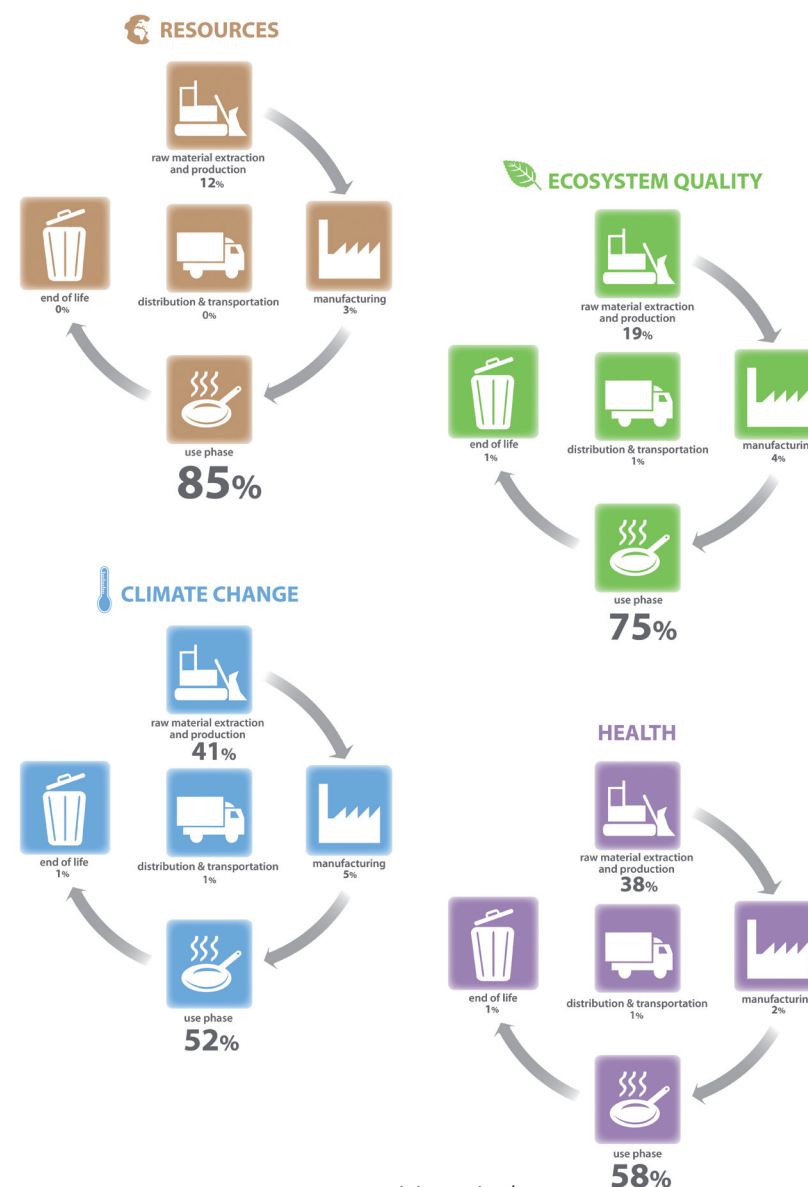 RESOURCES
raw material extraction
and production
12%
end of life
0%
distribution & transportation
0%
manufacturing
3%
use phase
85%
ECOSYSTEM QUALITY
raw material extraction
and production
19%
end of life
1%
distribution & transportation
1%
manufacturin
4%
use phase
75%
CLIMATE CHANGE
raw material extraction
and production
41%
end of life
1%
distribution & transportation
1%
manufacturing
5%
use phase
52%
HEALTH
raw material extraction
and production
38%
end of life
1%
distribution & transportation
1%
manufacturin
2%
use phase
58%